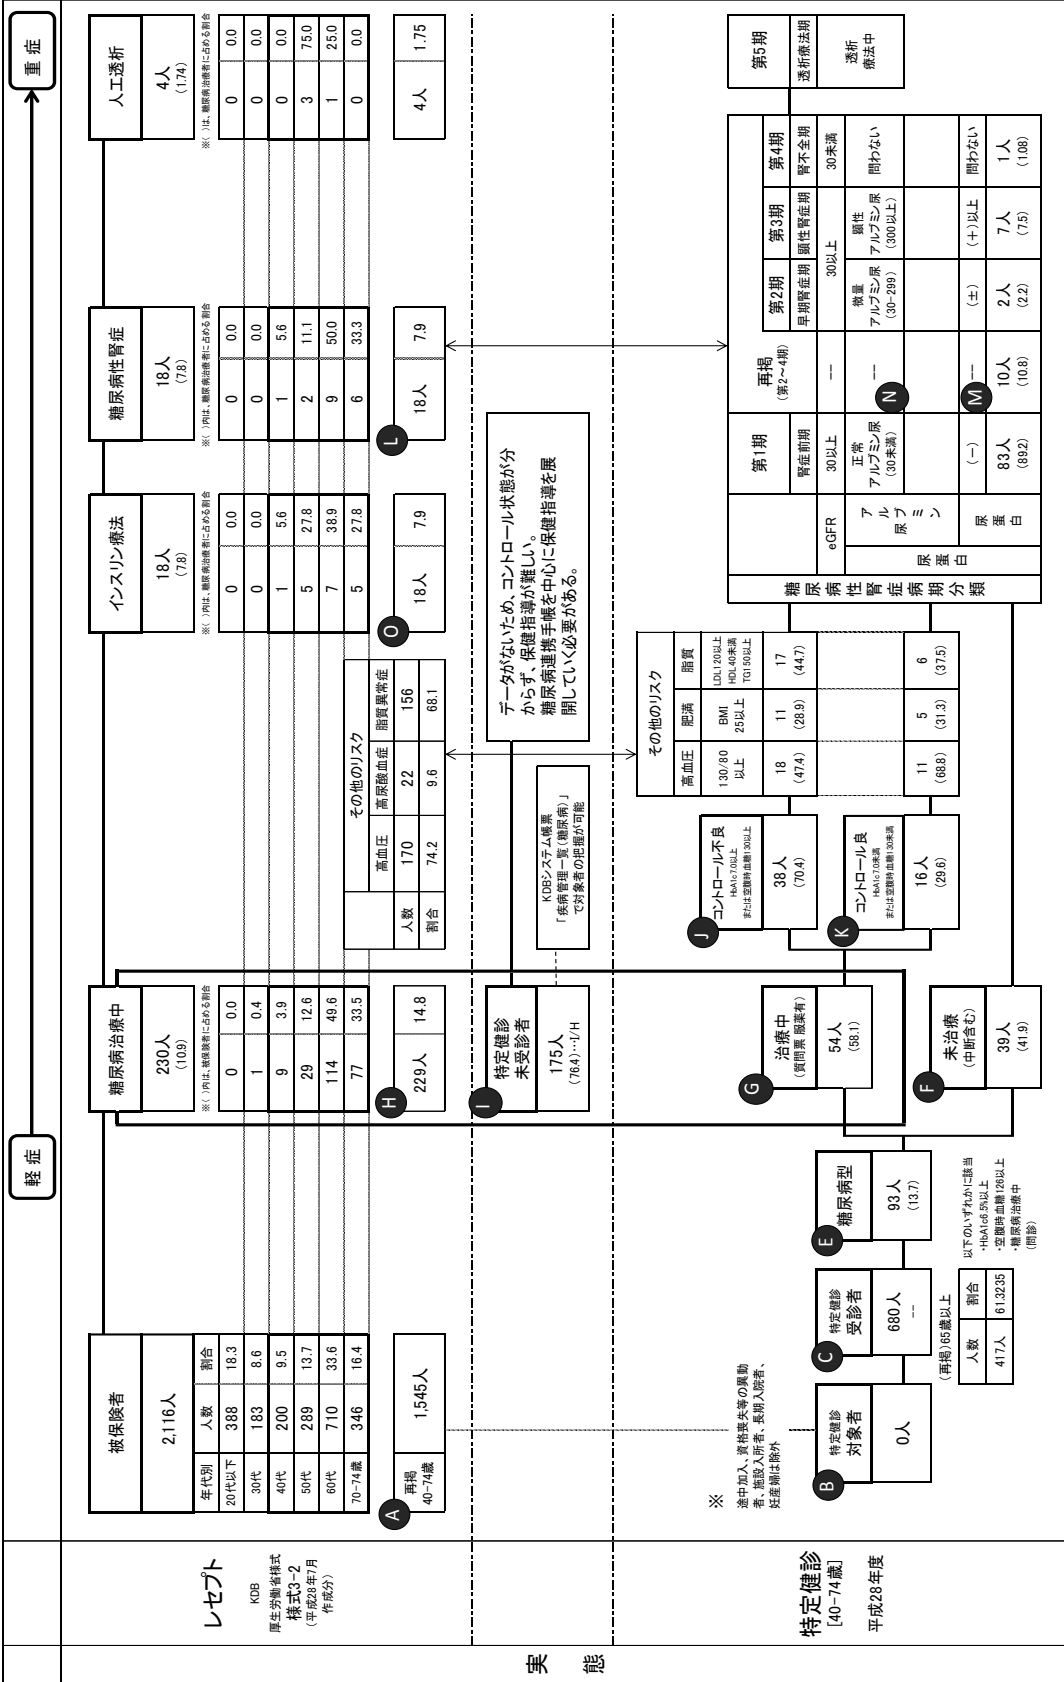 軽症
重症
実態
レセプト
KDB
厚生労働省様式
様式3-2
(平成28年7月
作成分)
被保険者
2,116人
年代別 人数 割合
20代以下 388 18.3
30代 183 8.6
40代 200 9.5
50代 289 13.7
60代 710 33.6
70-74歳 346 16.4
A
再掲
40-74歳
1,545人
糖尿病治療中
230人
(10.9)
※( )内は、被保険者に占める割合
0 0.0
1 0.4
9 3.9
29 12.6
114 49.6
77 33.5
H
229人 14.8
その他のリスク
高血圧 高尿酸血症 脂質異常症
人数 170 22 156
割合 74.2 9.6 68.1
インスリン療法
18人
(7.8)
※( )内は、糖尿病治療者に占める割合
0 0.0
0 0.0
1 5.6
5 27.8
7 38.9
5 27.8
O
18人 7.9
糖尿病性腎症
18人
(7.8)
※( )内は、糖尿病治療者に占める割合
0 0.0
0 0.0
1 5.6
2 11.1
9 50.0
6 33.3
L
18人 7.9
人工透析
4人
(1.74)
※( )は、糖尿病治療者に占める割合
0 0.0
0 0.0
0 0.0
3 75.0
1 25.0
0 0.0
4人 1.75
I
特定健診
未受診者
175人
(76.4)…I/H
KDBシステム帳票
「疾病管理一覧(糖尿病)」
で対象者の把握が可能
データがないため、コントロール状態が分
からず、保健指導が難しい。
糖尿病連携手帳を中心に保健指導を展
開していく必要がある。
特定健診
[40-74歳]
平成28年度
※
途中加入、資格喪失等の異動
者、施設入所者、長期入院者、
妊産婦は除外
B
特定健診
対象者
0人
C
特定健診
受診者
680人
--
(再掲)65歳以上
人数 割合
417人 61.3235
E
糖尿病型
93人
(13.7)
以下のいずれかに該当
・HbA1c6.5%以上
・空腹時血糖126以上
・糖尿病治療中
(問診)
G
治療中
(質問票 服薬有)
54人
(58.1)
F
未治療
(中断含む)
39人
(41.9)
J
コントロール不良
HbA1c7.0以上
または空腹時血糖130以上
38人
(70.4)
K
コントロール良
HbA1c7.0未満
または空腹時血糖130未満
16人
(29.6)
その他のリスク
高血圧 肥満 脂質
130/80
以上
BMI
25以上
LDL120以上
HDL40未満
TG150以上
18
(47.4)
11
(28.9)
17
(44.7)
11
(68.8)
5
(31.3)
6
(37.5)
糖尿病性腎症病期分類
第1期
再掲
(第2～4期)
第2期 第3期 第4期
腎症前期 早期腎症期 顕性腎症期 腎不全期
eGFR 30以上 -- 30以上 30未満
尿蛋白
尿アルブミン
正常
アルブミン尿
(30未満)
--
微量
アルブミン尿
(30-299)
顕性
アルブミン尿
(300以上)
問わない
N
尿蛋白 (－) -- (±) (＋)以上 問わない
M
83人
(89.2)
10人
(10.8)
2人
(2.2)
7人
(7.5)
1人
(1.08)
第5期
透析療法期
透析
療法中